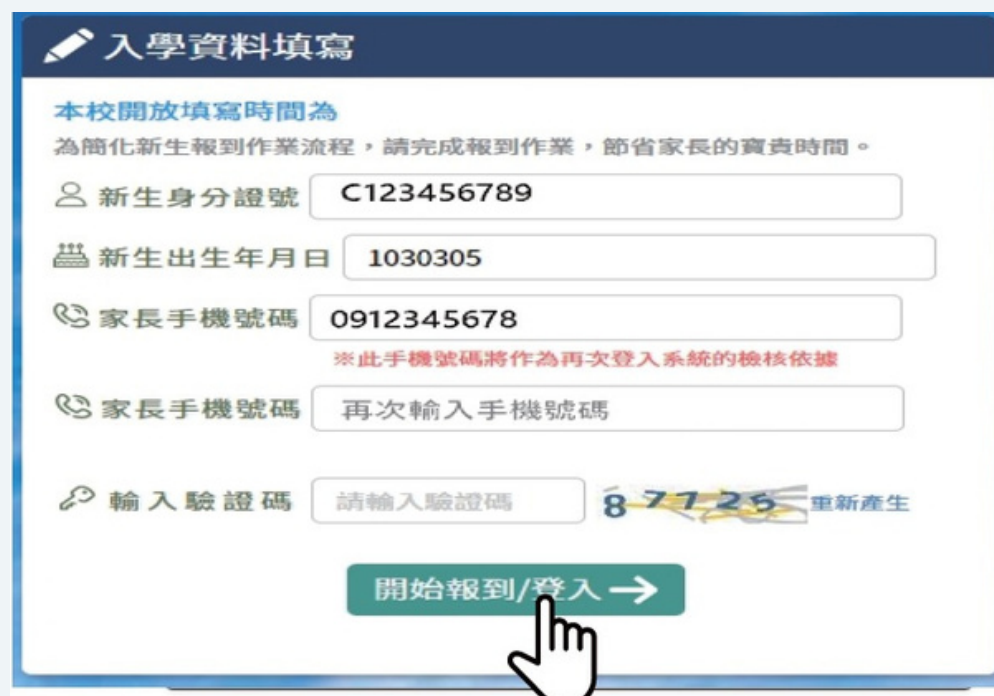 入學資料填寫
本校開放填寫時間為
為簡化新生報到作業流程，請完成報到作業，節省家長的寶貴時間。
新生身分證號 C123456789
新生出生年月日 1030305
家長手機號碼 0912345678
※此手機號碼將作為再次登入系統的檢核依據
家長手機號碼 再次輸入手機號碼
輸入驗證碼 請輸入驗證碼 87725 重新產生
開始報到/登入